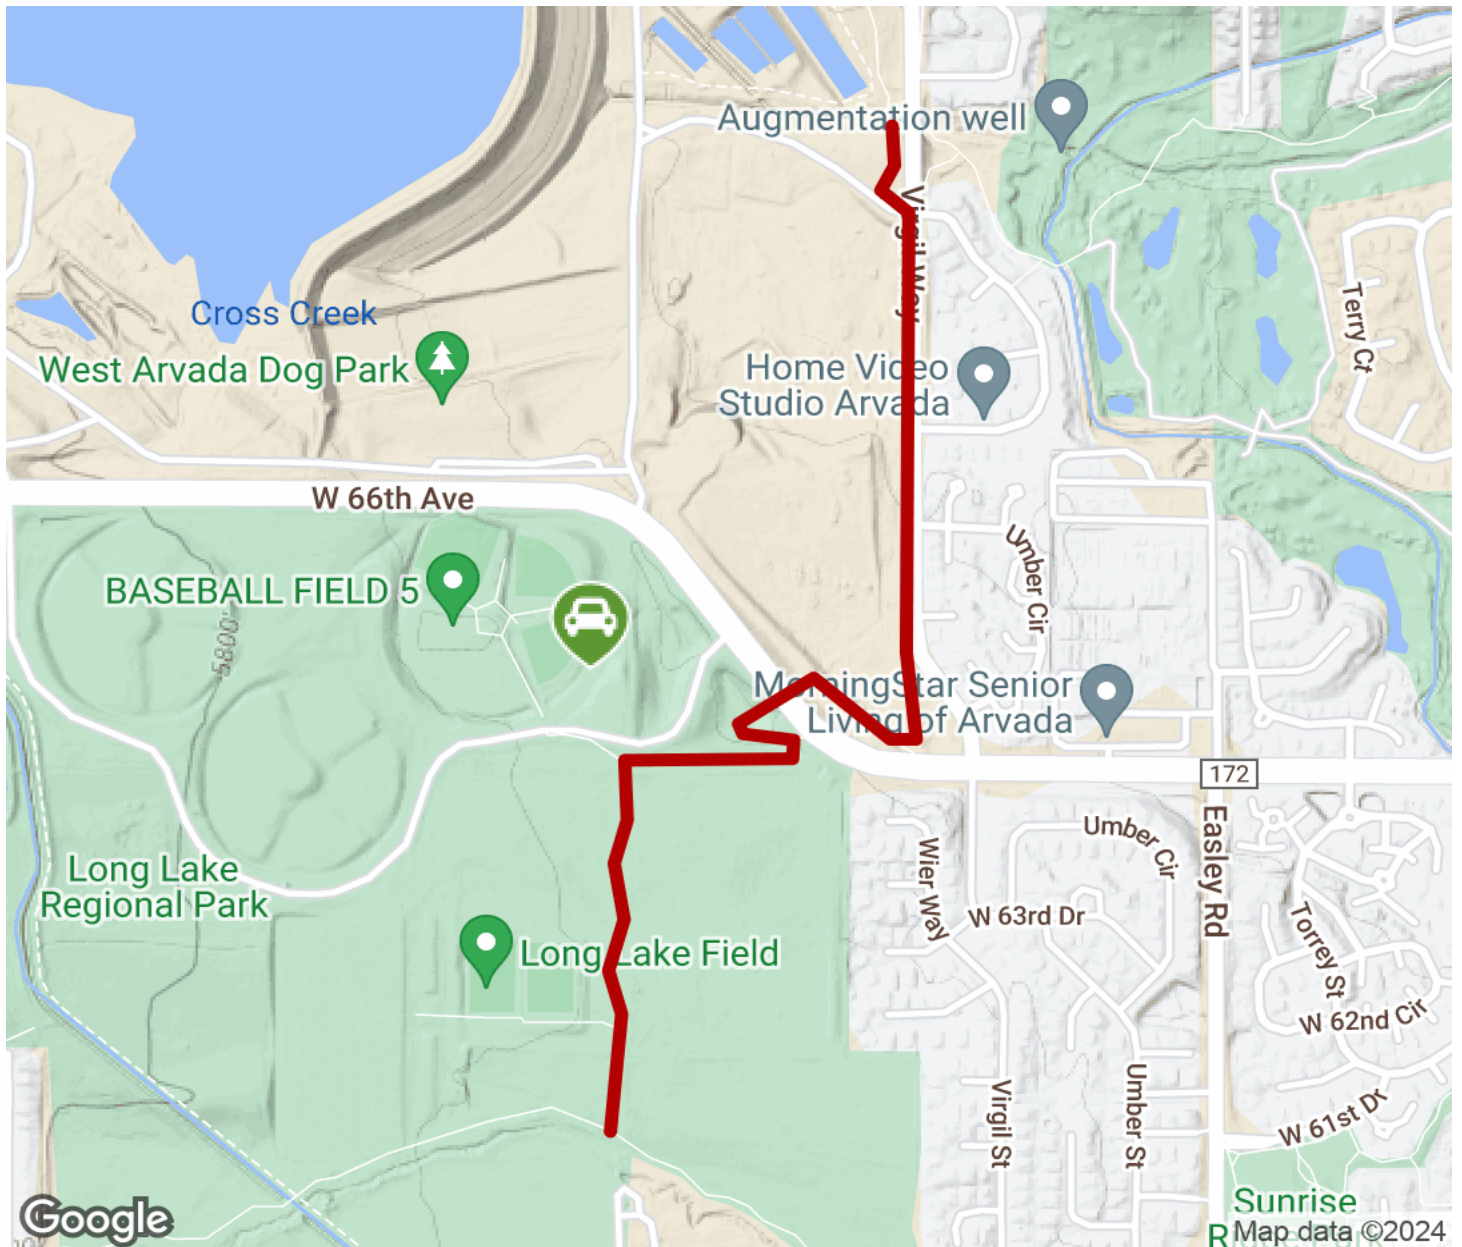 Augmentation well
Virgil Way
Cross Creek
West Arvada Dog Park
Home Video
Studio Arvada
Terry Ct
W 66th Ave
BASEBALL FIELD 5
5800'
Umber Cir
MorningStar Senior
Living of Arvada
172
Long Lake
Regional Park
Wier Way
Umber Cir
Easley Rd
W 63rd Dr
Long Lake Field
Torrey St
W 62nd Cir
Virgil St
Umber St
W 61st Dr
Sunrise
Google
Map data ©2024